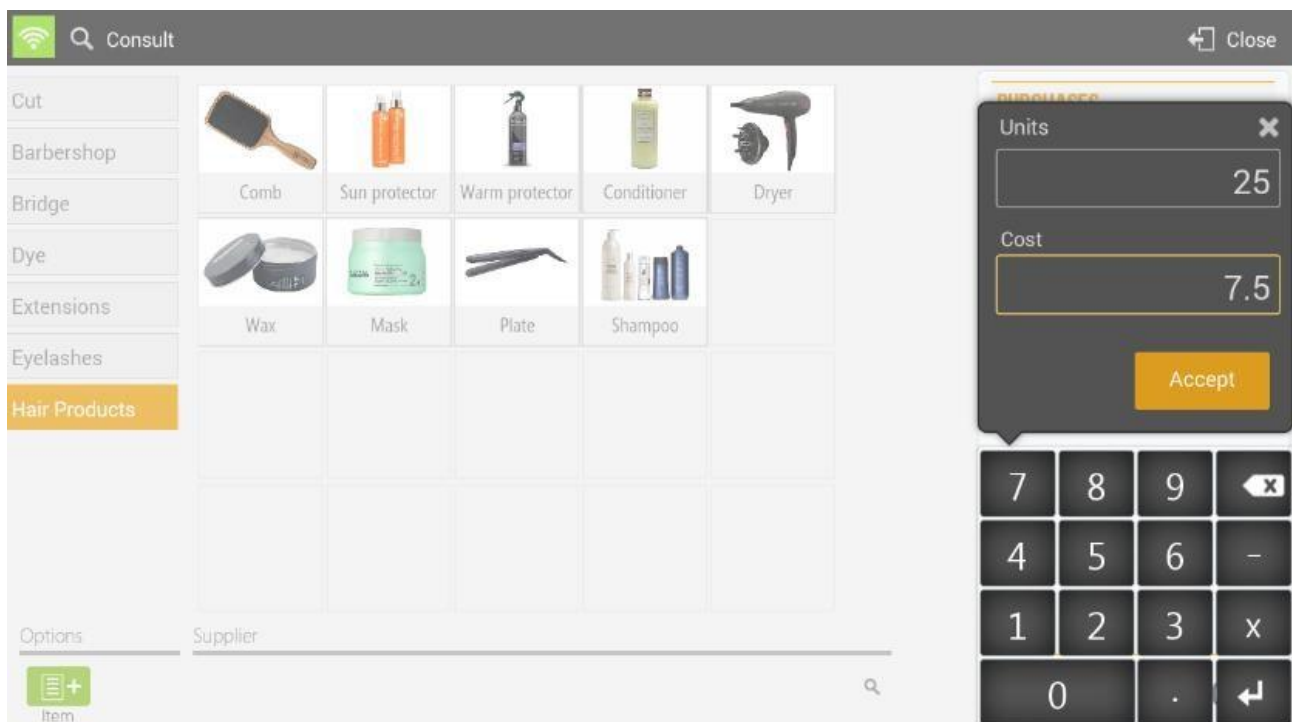 Consult
Close
Cut
Barbershop
Bridge
Dye
Extensions
Eyelashes
Hair Products
Comb
Sun protector
Warm protector
Conditioner
Dryer
Wax
Mask
Plate
Shampoo
PURCHASES
Units
25
Cost
7.5
Accept
7 8 9
4 5 6 -
1 2 3 x
0 .
Options
Supplier
Item